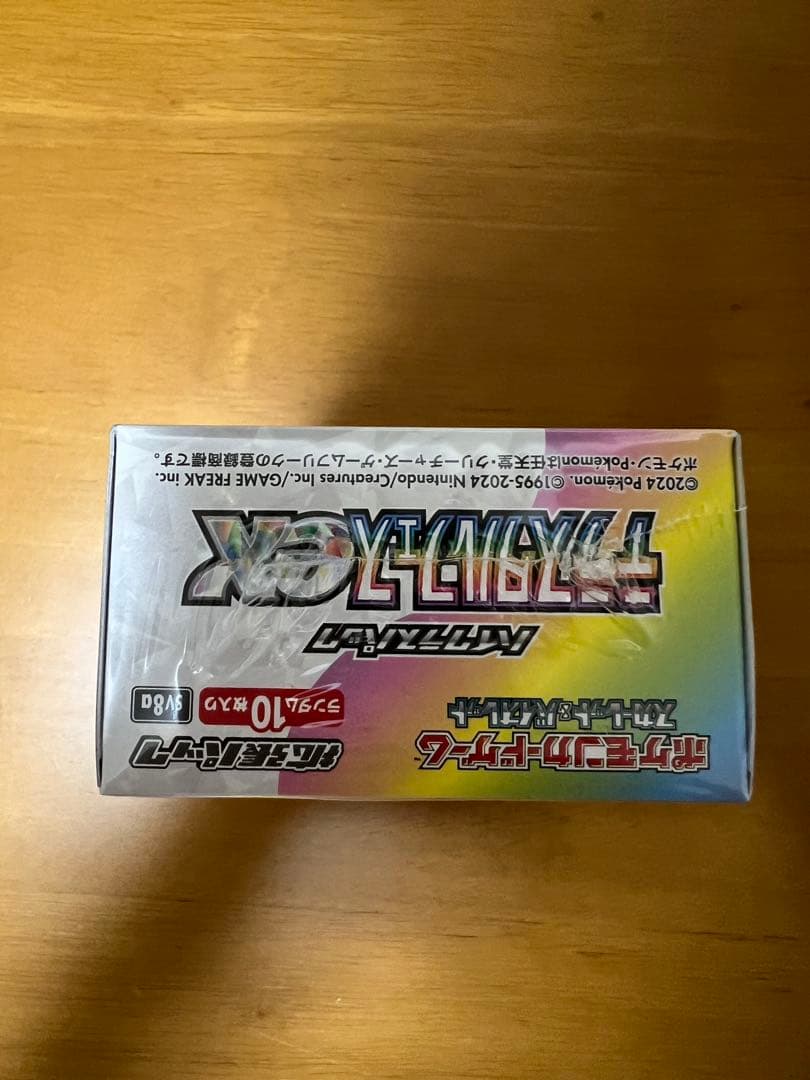 ポケモンカードゲーム
スカーレット&バイオレット
拡張パック
ランダム10枚入り
sv8a
ハイクラスパック
テラスタルフェスex
©2024 Pokémon. ©1995-2024 Nintendo/Creatures Inc./GAME FREAK inc.
ポケモン・Pokémonは任天堂・クリーチャーズ・ゲームフリークの登録商標です。